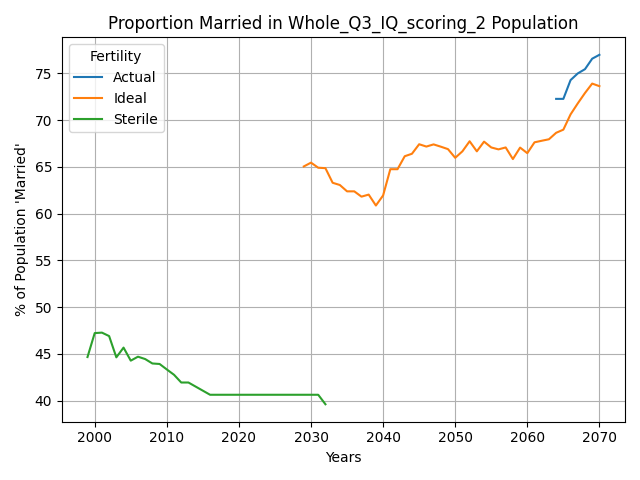 Proportion Married in Whole_Q3_IQ_scoring_2 Population
Fertility
Actual
Ideal
Sterile
% of Population 'Married'
75
70
65
60
55
50
45
40
2000 2010 2020 2030 2040 2050 2060 2070
Years